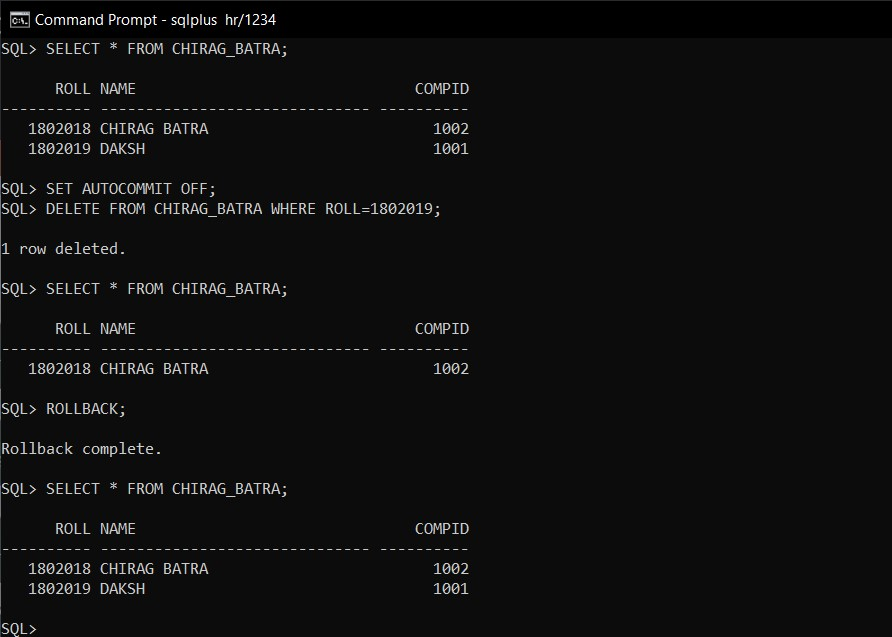 Command Prompt - sqlplus hr/1234
SQL> SELECT * FROM CHIRAG_BATRA;
ROLL NAME COMPID
---------- ------------------------------ ----------
1802018 CHIRAG BATRA 1002
1802019 DAKSH 1001
SQL> SET AUTOCOMMIT OFF;
SQL> DELETE FROM CHIRAG_BATRA WHERE ROLL=1802019;
1 row deleted.
SQL> SELECT * FROM CHIRAG_BATRA;
ROLL NAME COMPID
---------- ------------------------------ ----------
1802018 CHIRAG BATRA 1002
SQL> ROLLBACK;
Rollback complete.
SQL> SELECT * FROM CHIRAG_BATRA;
ROLL NAME COMPID
---------- ------------------------------ ----------
1802018 CHIRAG BATRA 1002
1802019 DAKSH 1001
SQL>